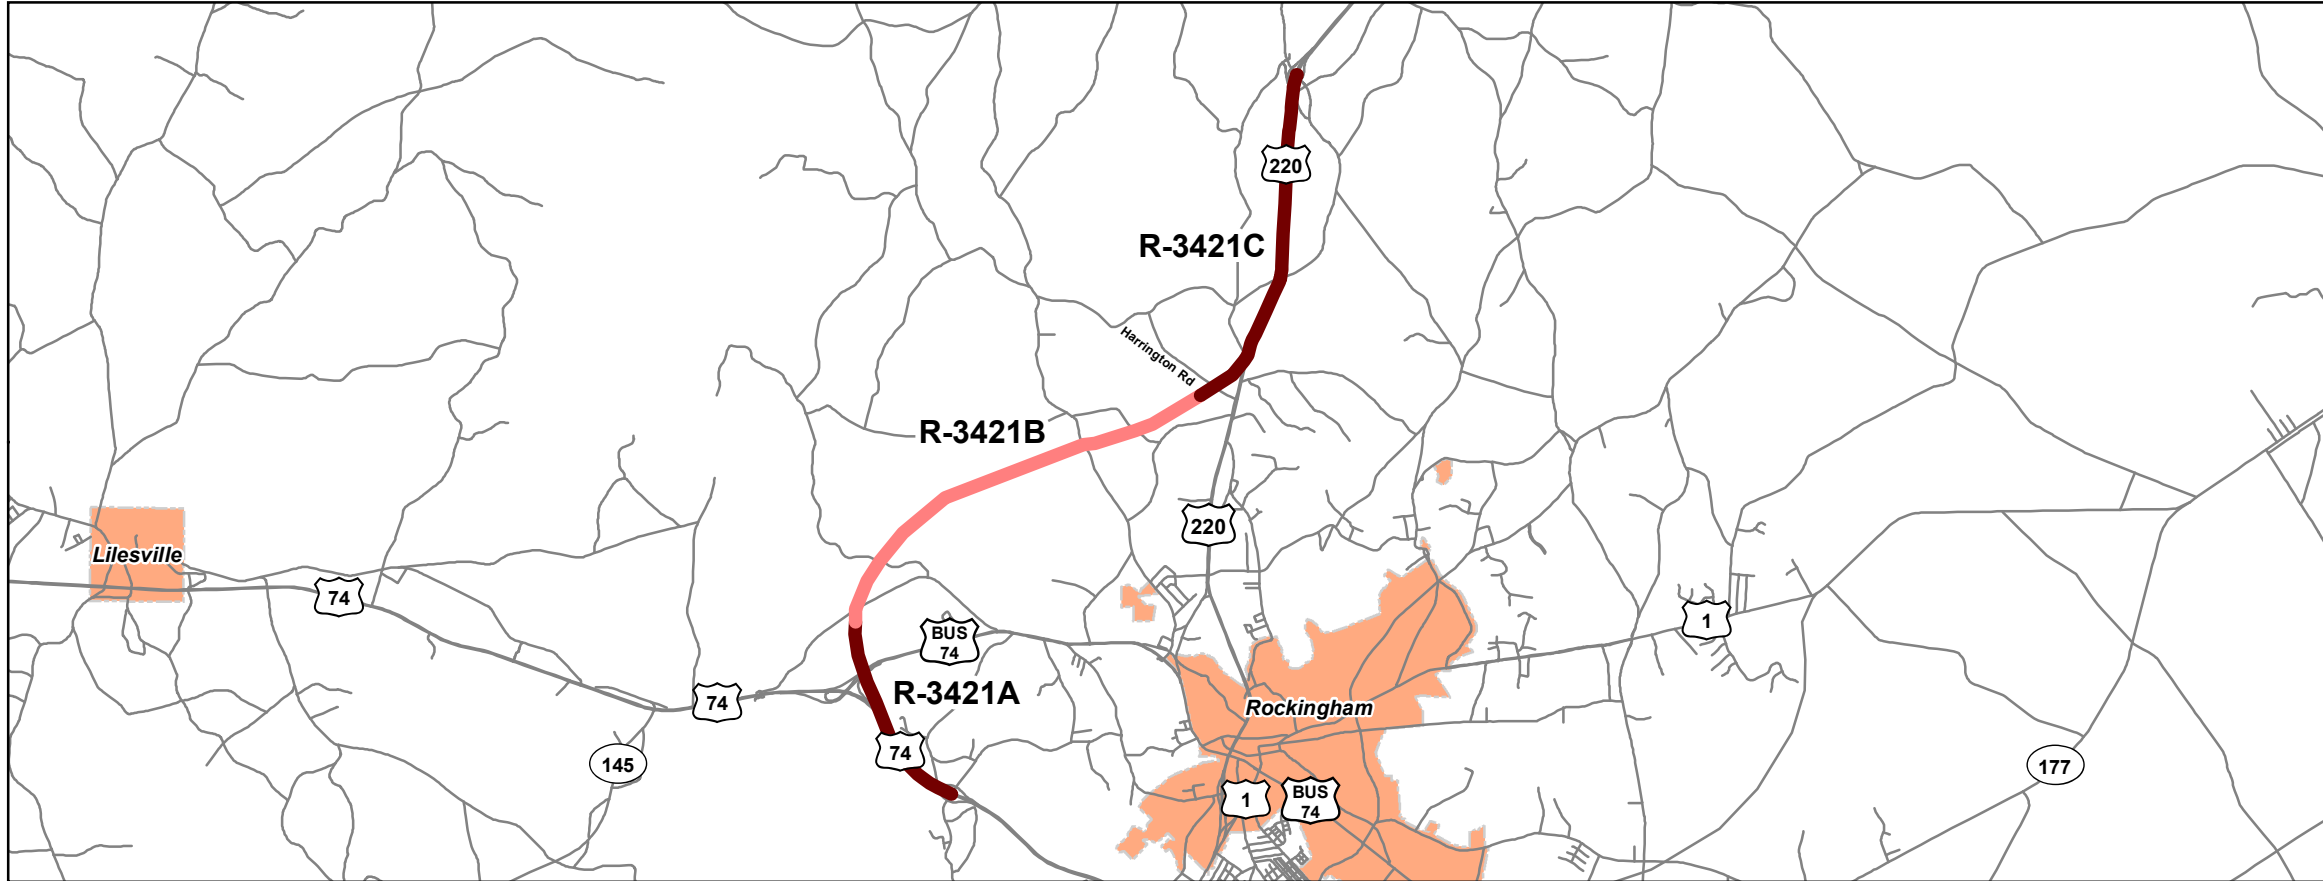 220
R-3421C
Harrington Rd
R-3421B
220
Lilesville
74
1
BUS
74
74
R-3421A
Rockingham
74
145
177
1
BUS
74